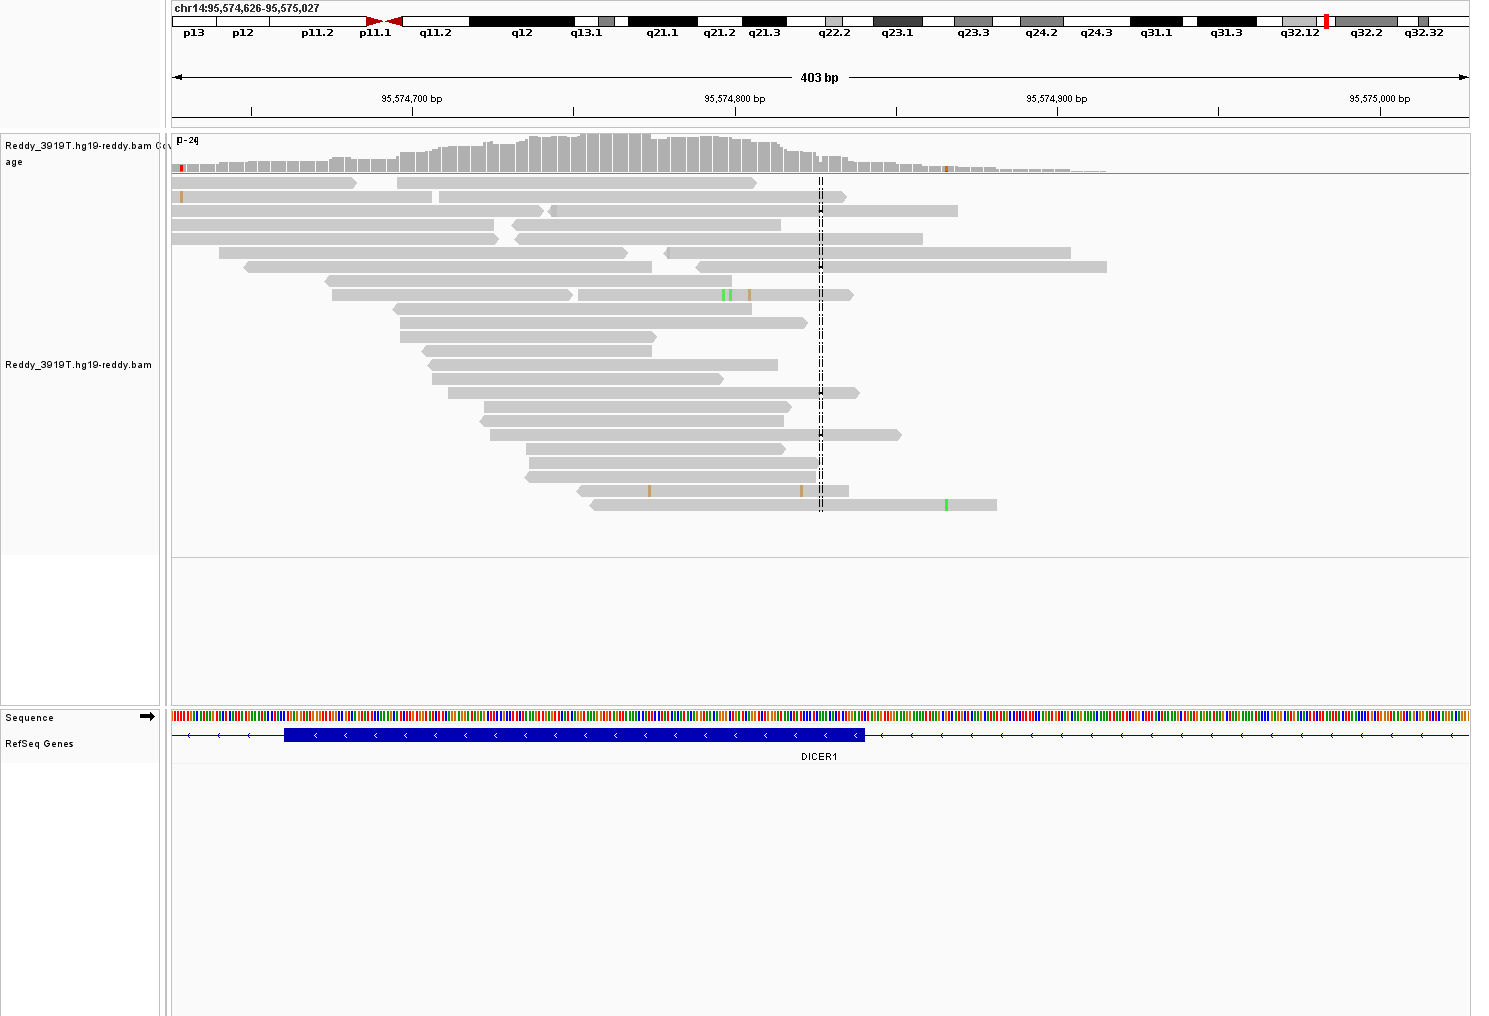 chr14:95,574,626-95,575,027
p13 p12 p11.2 p11.1 q11.2 q12 q13.1 q21.1 q21.2 q21.3 q22.2 q23.1 q23.3 q24.2 q24.3 q31.1 q31.3 q32.12 q32.2 q32.32
403 bp
95,574,700 bp 95,574,800 bp 95,574,900 bp 95,575,000 bp
[0-24]
Reddy_3919T.hg19-reddy.bam Cov
age
Reddy_3919T.hg19-reddy.bam
Sequence
RefSeq Genes
DICER1